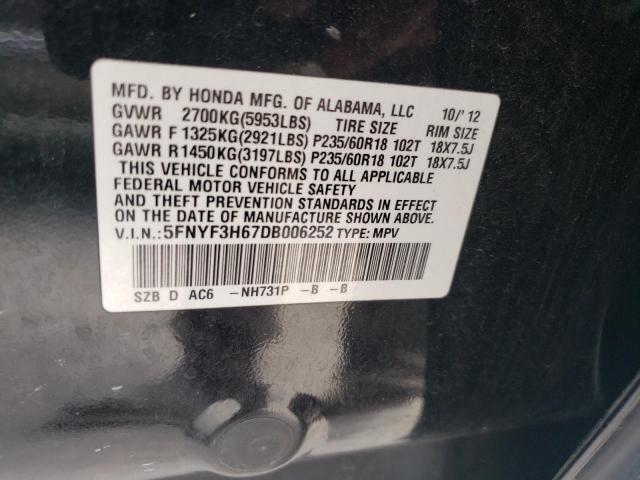 MFD. BY HONDA MFG. OF ALABAMA, LLC 10/'12
GVWR 2700KG(5953LBS) TIRE SIZE RIM SIZE
GAWR F 1325KG(2921LBS) P235/60R18 102T 18X7.5J
GAWR R1450KG(3197LBS) P235/60R18 102T 18X7.5J
THIS VEHICLE CONFORMS TO ALL APPLICABLE
FEDERAL MOTOR VEHICLE SAFETY
AND THEFT PREVENTION STANDARDS IN EFFECT
ON THE DATE OF MANUFACTURE SHOWN ABOVE.
V.I.N.: 5FNYF3H67DB006252 TYPE: MPV
SZB D AC6 -NH731P -B -B